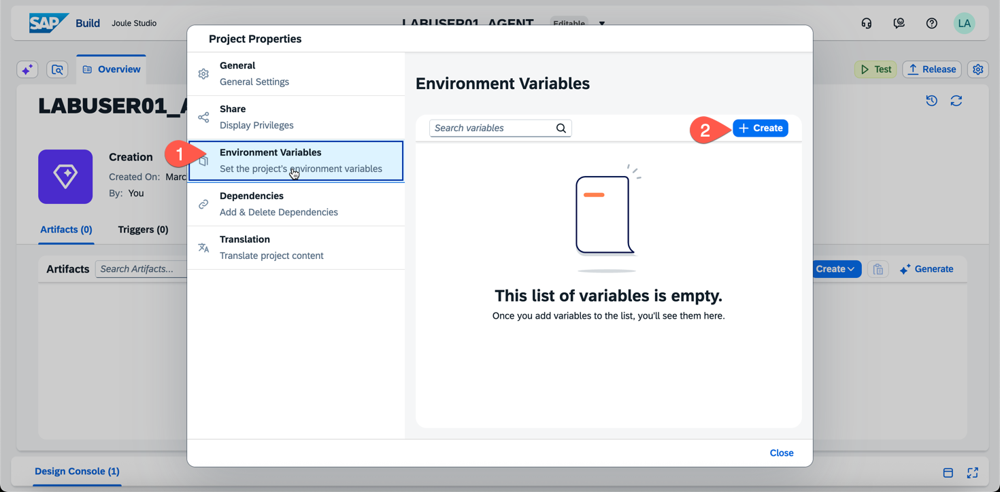 SAP Build Joule Studio
LABUSER01_AGENT Editable
LA
Project Properties
Overview
Test
Release
LABUSER01_A
Creation
Created On: Marc
By: You
Artifacts (0)
Triggers (0)
Artifacts
Search Artifacts...
Create
Generate
General
General Settings
Share
Display Privileges
1
Environment Variables
Set the project's environment variables
Dependencies
Add & Delete Dependencies
Translation
Translate project content
Environment Variables
Search variables
2
Create
This list of variables is empty.
Once you add variables to the list, you'll see them here.
Close
Design Console (1)